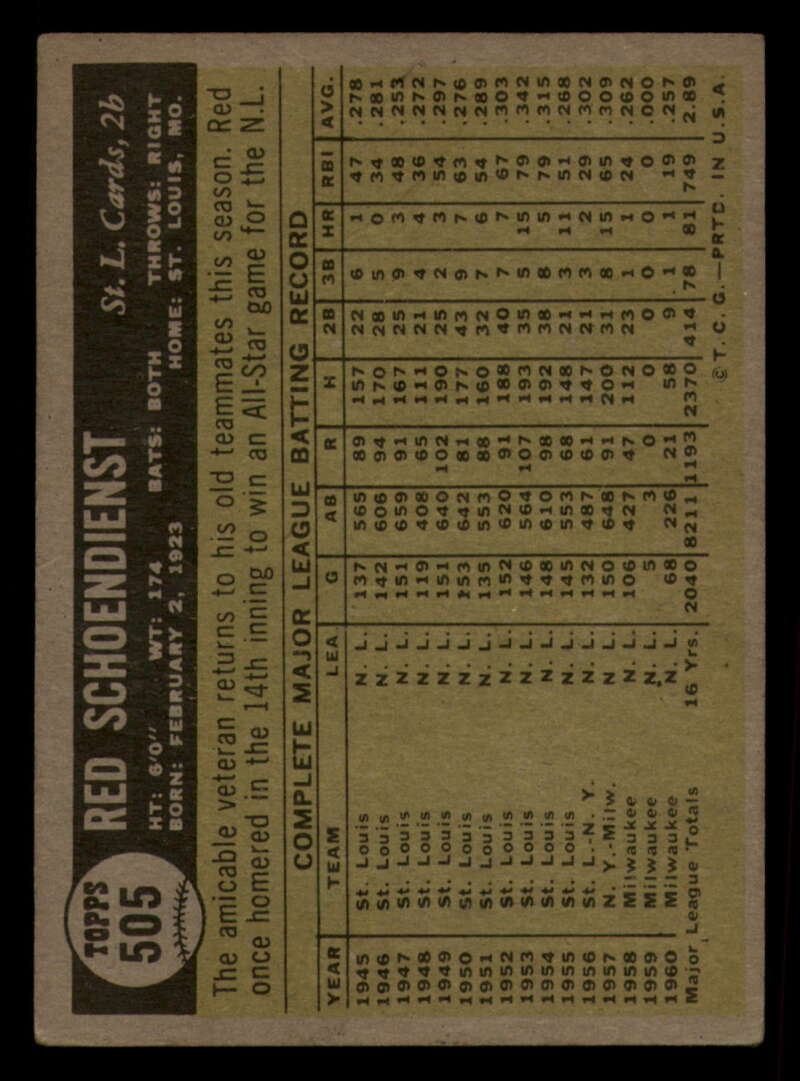 TOPPS
505
RED SCHOENDIENST St. L. Cards, 2b
HT: 6'0" WT: 174 BATS: BOTH THROWS: RIGHT
BORN: FEBRUARY 2, 1923 HOME: ST. LOUIS, MO.
The amicable veteran returns to his old teammates this season. Red
once homered in the 14th inning to win an All-Star game for the N.L.
COMPLETE MAJOR LEAGUE BATTING RECORD
YEAR TEAM LEA G AB R H 2B 3B HR RBI AVG.
1945 St. Louis N. L. 137 565 89 157 22 6 1 47 .278
1946 St. Louis N. L. 142 606 94 170 28 5 0 34 .281
1947 St. Louis N. L. 151 659 91 167 25 9 3 48 .253
1948 St. Louis N. L. 119 408 65 111 21 4 4 36 .272
1949 St. Louis N. L. 151 640 102 190 25 2 3 54 .297
1950 St. Louis N. L. 153 642 81 177 43 9 7 63 .276
1951 St. Louis N. L. 135 553 88 160 32 7 6 54 .289
1952 St. Louis N. L. 152 620 91 188 40 7 7 67 .303
1953 St. Louis N. L. 146 564 107 193 35 5 15 79 .342
1954 St. Louis N. L. 148 610 98 192 38 8 5 79 .315
1955 St. Louis N. L. 145 553 68 148 21 3 11 51 .268
1956 St. L.-N. Y. N. L. 132 487 61 147 21 3 2 29 .302
1957 N. Y.-Milw. N. L. 150 648 91 200 31 8 15 65 .309
1958 Milwaukee N. L. 106 427 47 112 23 1 1 24 .262
1959 Milwaukee N. L. 5 3 0 0 0 0 0 0 .000
1960 Milwaukee N. L. 68 226 21 58 9 1 1 19 .257
Major League Totals 16 Yrs. 2040 8211 1193 2370 414 78 81 749 2.89
© T. C. G.—PRTD. IN U.S.A.